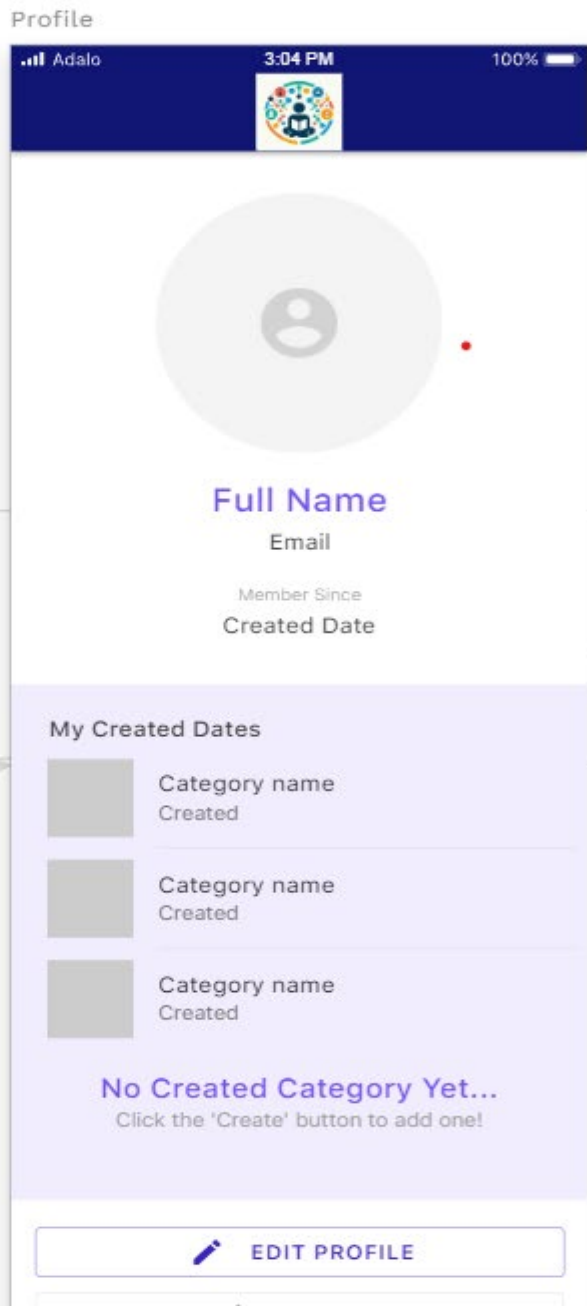 Profile
Adalo 3:04 PM 100%
Full Name
Email
Member Since
Created Date
My Created Dates
Category name
Created
Category name
Created
Category name
Created
No Created Category Yet...
Click the 'Create' button to add one!
EDIT PROFILE